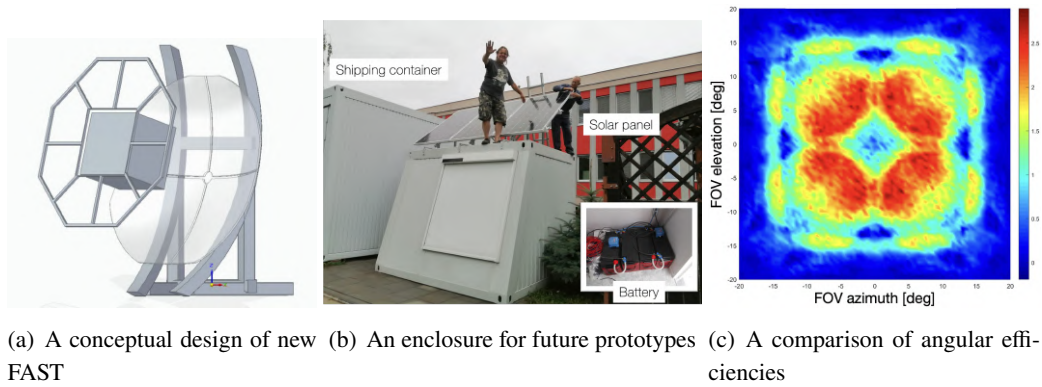 Shipping container
Solar panel
Battery
FOV elevation [deg]
20
15
10
5
0
-5
-10
-15
-20
-20
-15
-10
-5
0
5
10
15
20
FOV azimuth [deg]
2.5
2
1.5
1
0.5
0
(a) A conceptual design of new
FAST
(b) An enclosure for future prototypes
(c) A comparison of angular effi-
ciencies